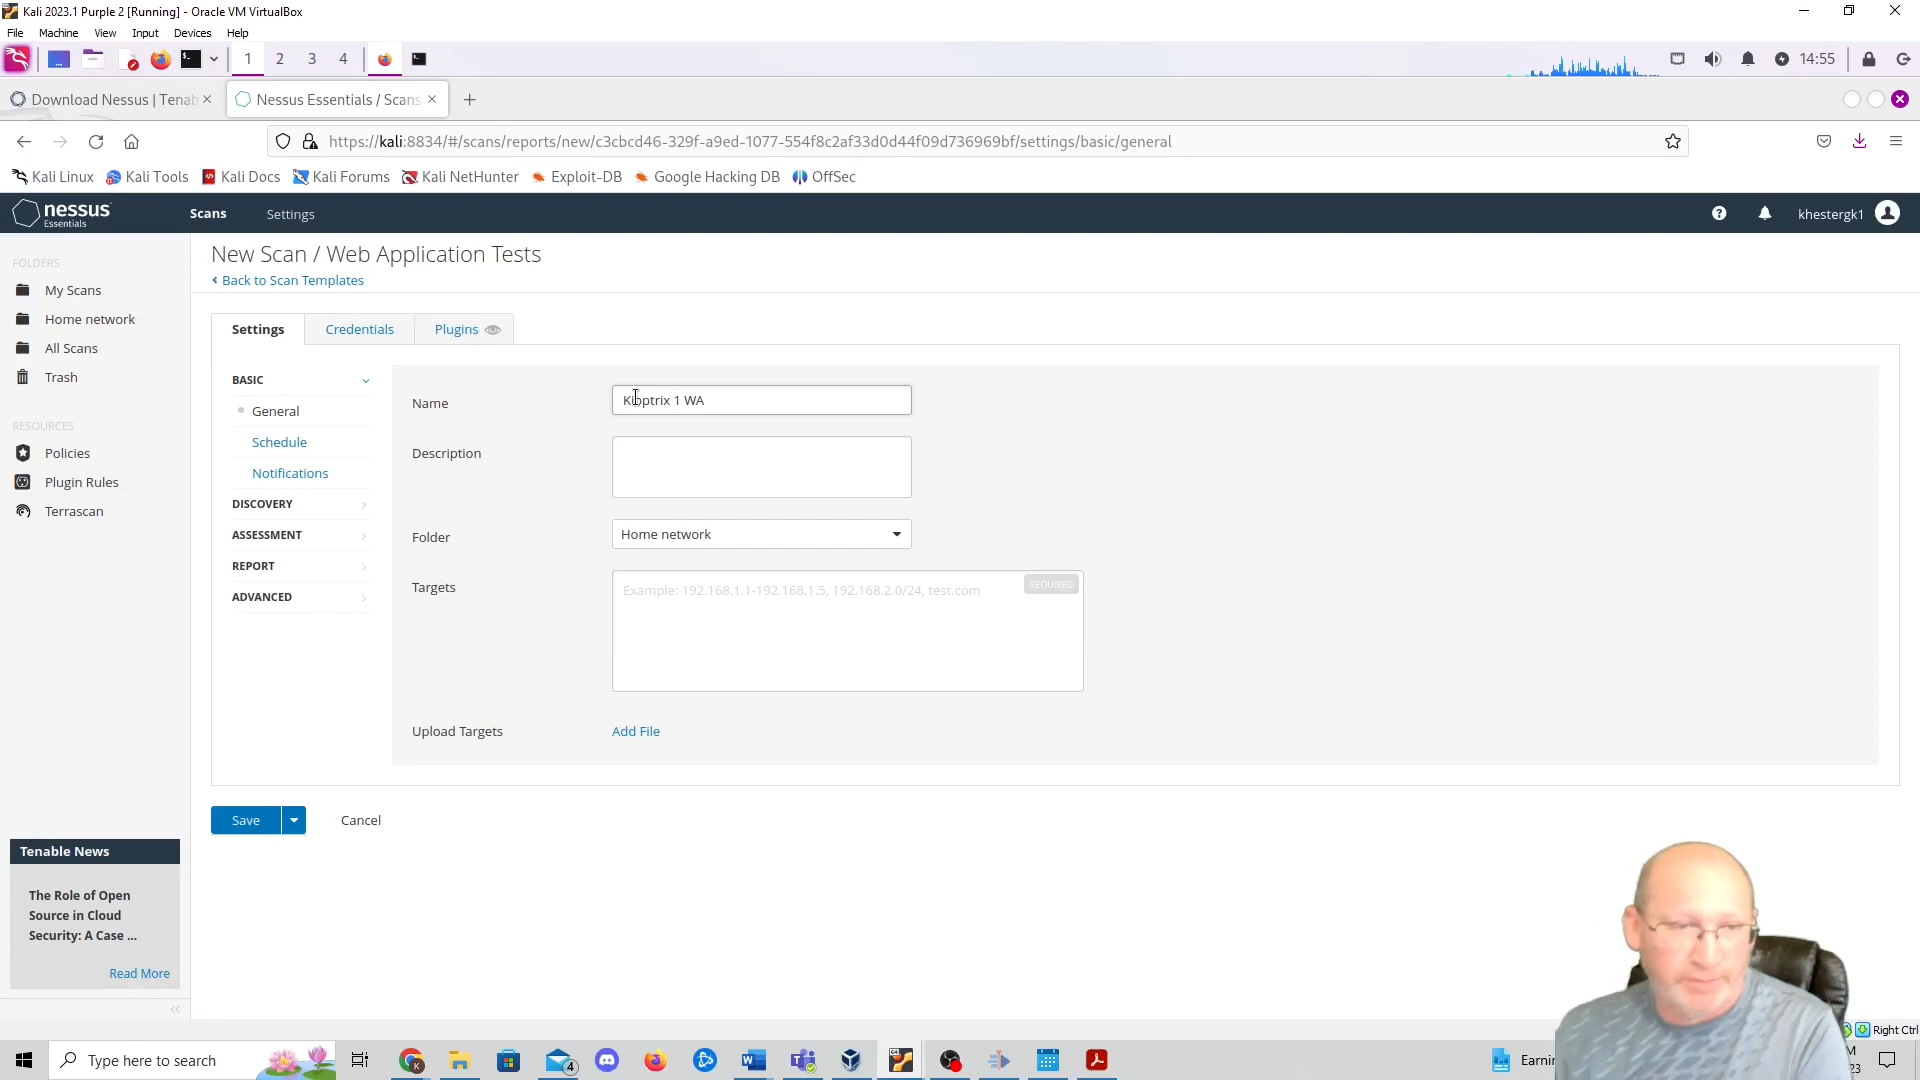 Kali 2023.1 Purple 2 [Running] - Oracle VM VirtualBox
File Machine View Input Devices Help
1 2 3 4 14:55
Download Nessus | Tenab
Nessus Essentials / Scans
https://kali:8834/#/scans/reports/new/c3cbcd46-329f-a9ed-1077-554f8c2af33d0d44f09d736969bf/settings/basic/general
Kali Linux Kali Tools Kali Docs Kali Forums Kali NetHunter Exploit-DB Google Hacking DB OffSec
nessus Essentials Scans Settings khestergk1
FOLDERS
My Scans
Home network
All Scans
Trash
RESOURCES
Policies
Plugin Rules
Terrascan
Tenable News
The Role of Open
Source in Cloud
Security: A Case ...
Read More
New Scan / Web Application Tests
Back to Scan Templates
Settings Credentials Plugins
BASIC
General
Schedule
Notifications
DISCOVERY
ASSESSMENT
REPORT
ADVANCED
Name Kioptrix 1 WA
Description
Folder Home network
Targets Example: 192.168.1.1-192.168.1.5, 192.168.2.0/24, test.com REQUIRED
Upload Targets Add File
Save Cancel
Right Ctrl
Type here to search 4 Earnin
23